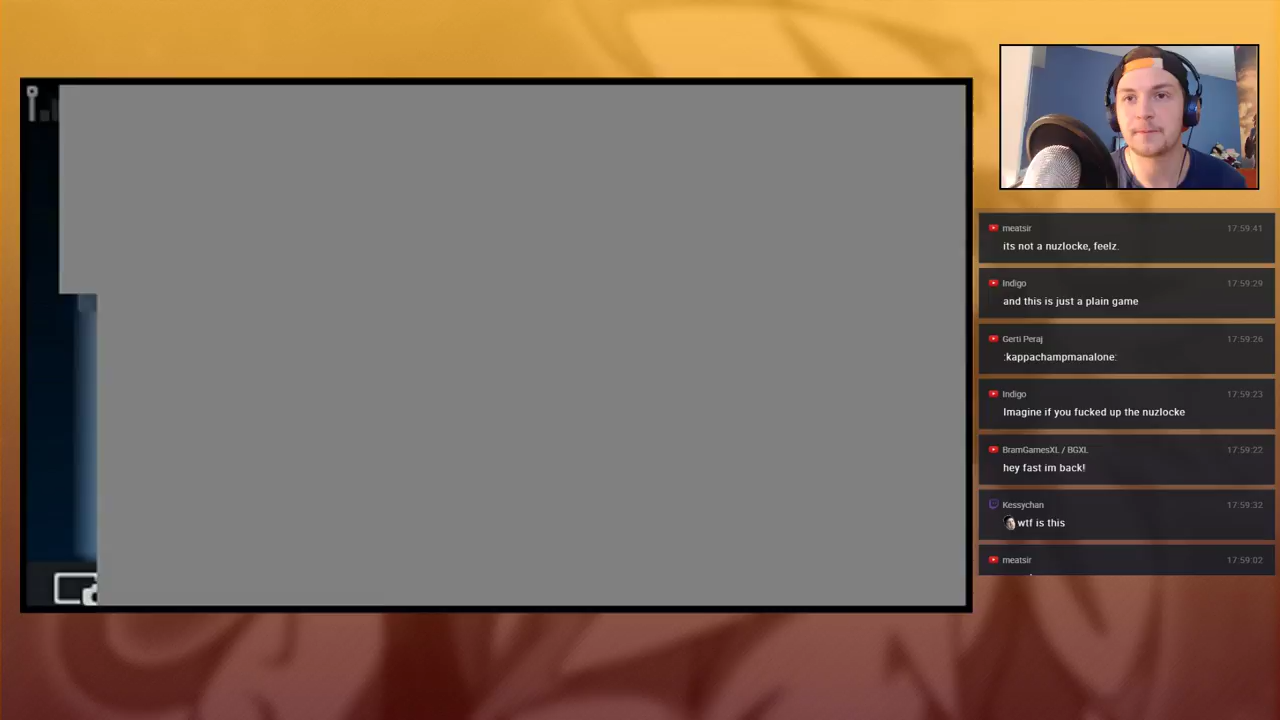 meatsir 17:59:41
its not a nuzlocke, feelz.
Indigo 17:59:29
and this is just a plain game
Gerti Peraj 17:59:26
:kappachampmanalone:
Indigo 17:59:23
Imagine if you fucked up the nuzlocke
BramGamesXL / BGXL 17:59:22
hey fast im back!
Kessychan 17:59:32
wtf is this
meatsir 17:59:02